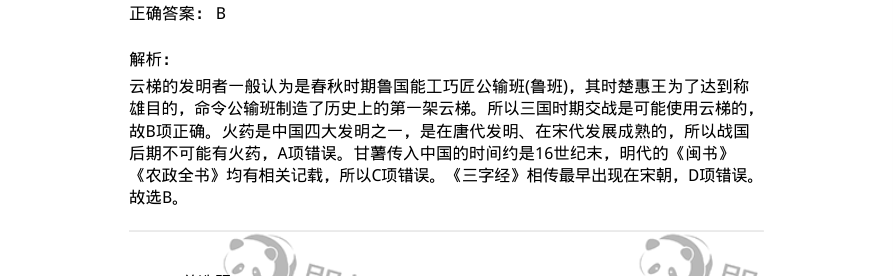 正确答案： B
解析：
云梯的发明者一般认为是春秋时期鲁国能工巧匠公输班(鲁班)，其时楚惠王为了达到称
雄目的，命令公输班制造了历史上的第一架云梯。所以三国时期交战是可能使用云梯的，
故B项正确。火药是中国四大发明之一，是在唐代发明、在宋代发展成熟的，所以战国
后期不可能有火药，A项错误。甘薯传入中国的时间约是16世纪末，明代的《闽书》
《农政全书》均有相关记载，所以C项错误。《三字经》相传最早出现在宋朝，D项错误。
故选B。